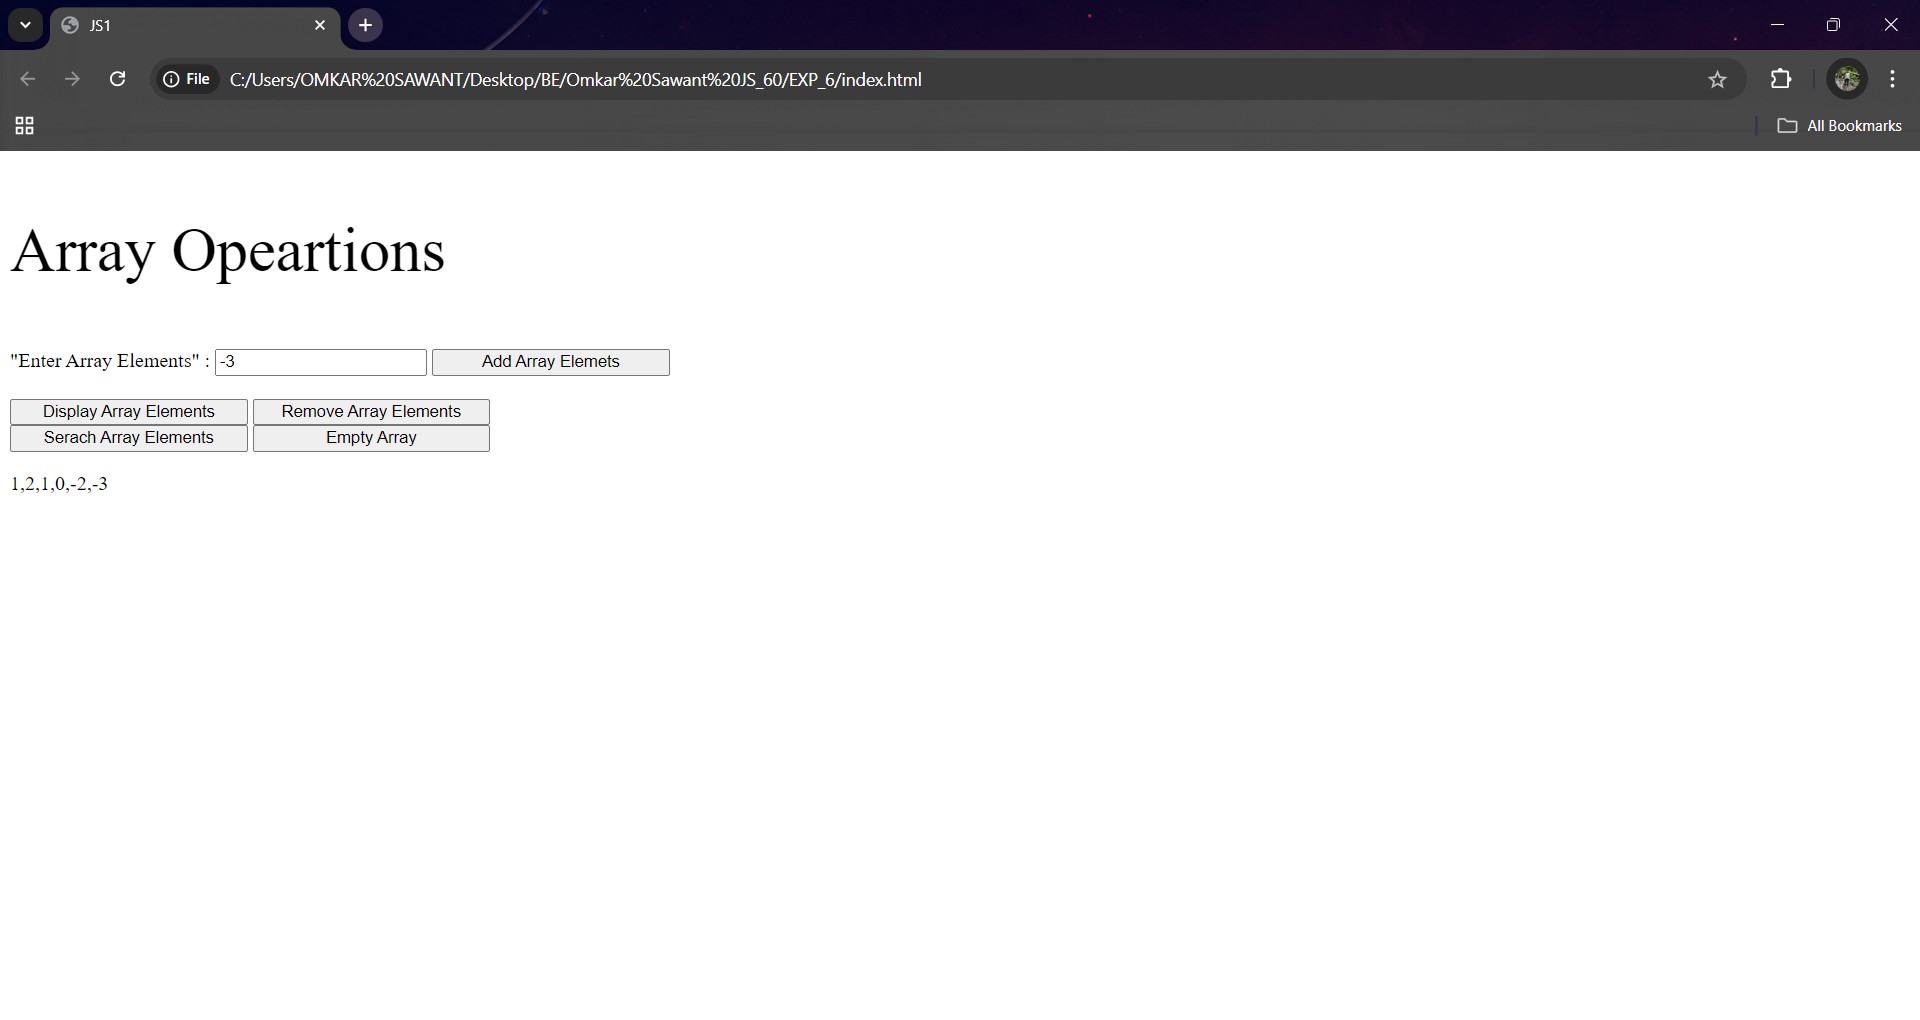 JS1
File C:/Users/OMKAR%20SAWANT/Desktop/BE/Omkar%20Sawant%20JS_60/EXP_6/index.html
All Bookmarks
Array Opeartions
"Enter Array Elements" : -3 Add Array Elemets
Display Array Elements Remove Array Elements
Serach Array Elements Empty Array
1,2,1,0,-2,-3